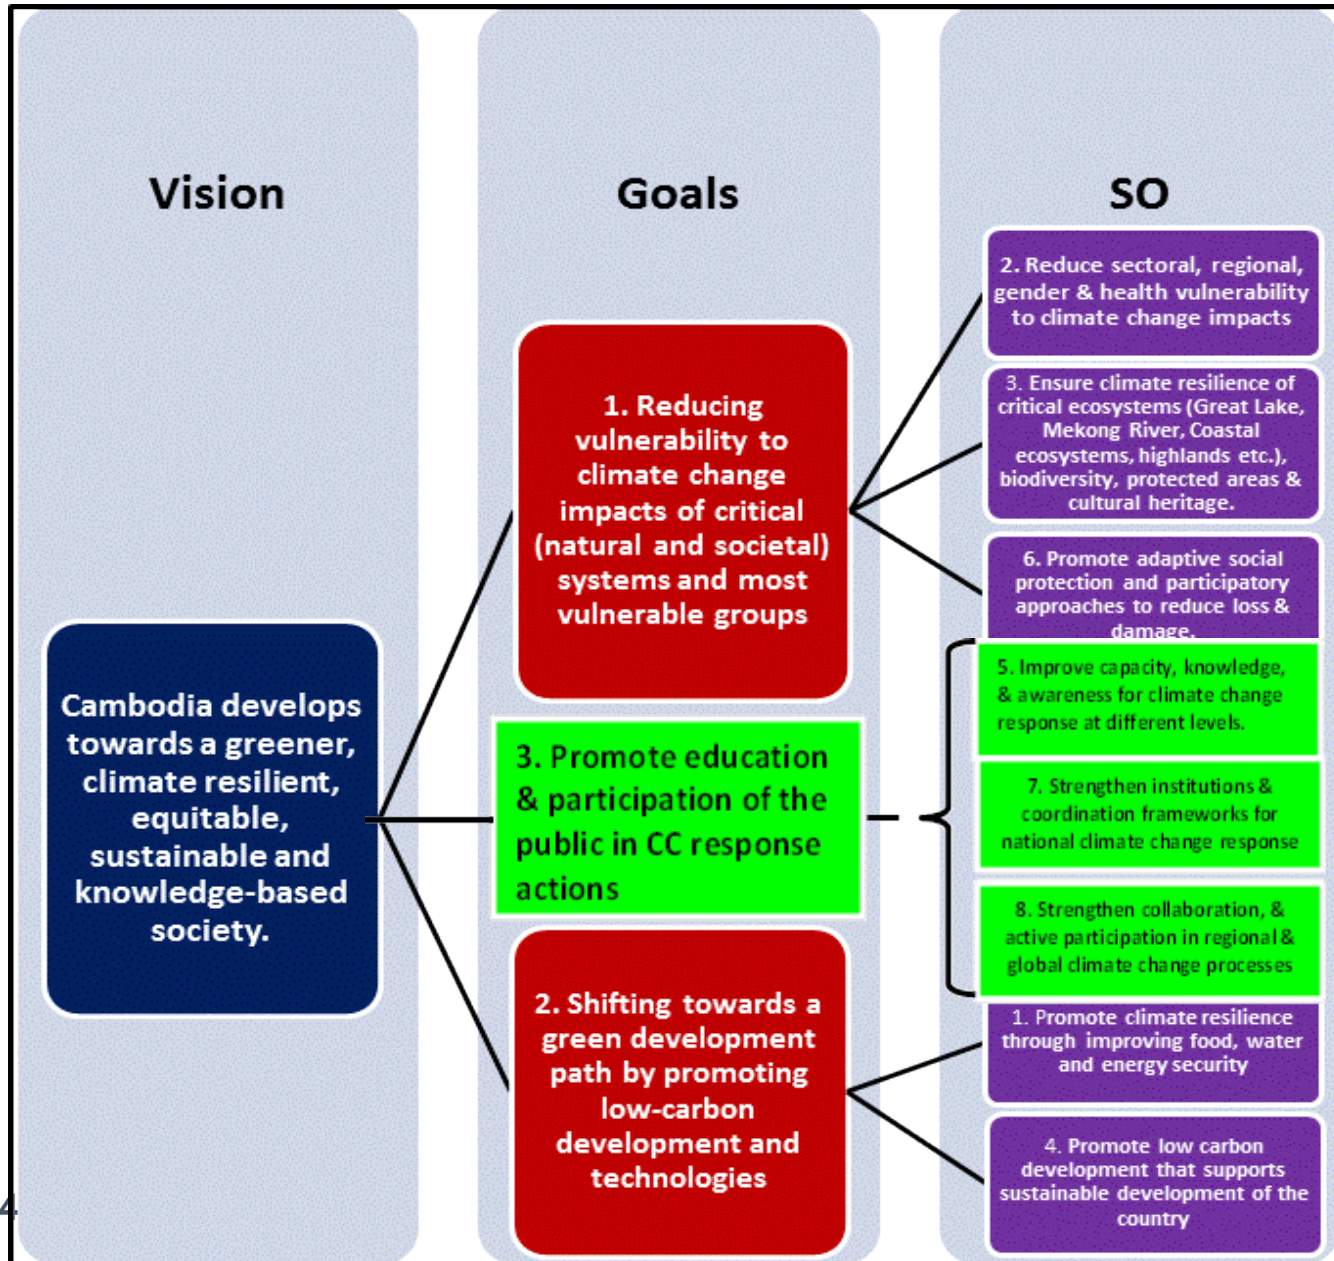 Vision
Cambodia develops
towards a greener,
climate resilient,
equitable,
sustainable and
knowledge-based
society.
Goals
1. Reducing
vulnerability to
climate change
impacts of critical
(natural and societal)
systems and most
vulnerable groups
3. Promote education
& participation of the
public in CC response
actions
2. Shifting towards a
green development
path by promoting
low-carbon
development and
technologies
SO
2. Reduce sectoral, regional,
gender & health vulnerability
to climate change impacts
3. Ensure climate resilience of
critical ecosystems (Great Lake,
Mekong River, Coastal
ecosystems, highlands etc.),
biodiversity, protected areas &
cultural heritage.
6. Promote adaptive social
protection and participatory
approaches to reduce loss &
damage.
5. Improve capacity, knowledge,
& awareness for climate change
response at different levels.
7. Strengthen institutions &
coordination frameworks for
national climate change response
8. Strengthen collaboration, &
active participation in regional &
global climate change processes
1. Promote climate resilience
through improving food, water
and energy security
4. Promote low carbon
development that supports
sustainable development of the
country
4